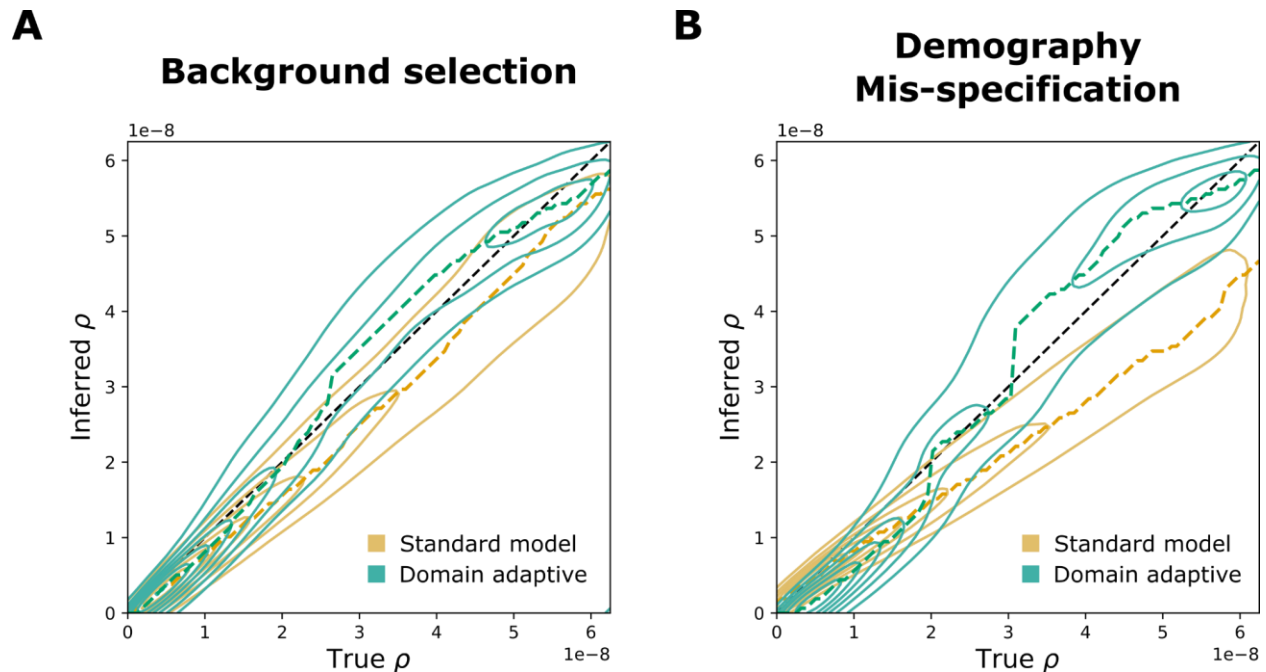 A
Background selection
1e−8
6
5
4
3
2
1
0
Inferred ρ
0 1 2 3 4 5 6
1e−8
True ρ
Standard model
Domain adaptive
B
Demography
Mis-specification
1e−8
6
5
4
3
2
1
0
Inferred ρ
0 1 2 3 4 5 6
1e−8
True ρ
Standard model
Domain adaptive